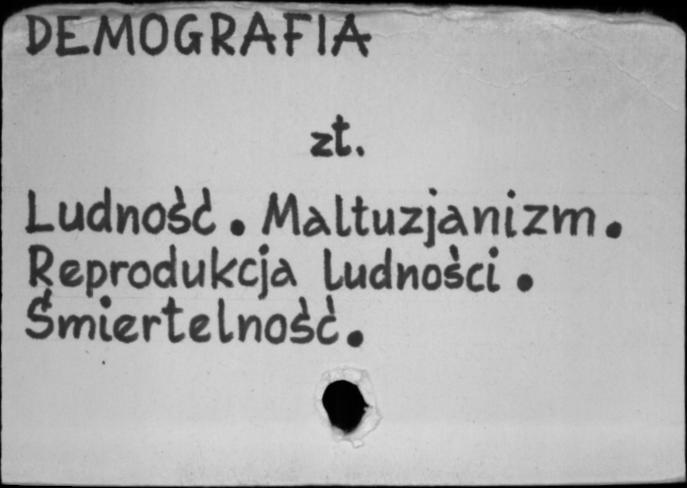 DEMOGRAFIA
zt.
Ludność. Maltuzjanizm.
Reprodukcja ludności.
Śmiertelność.